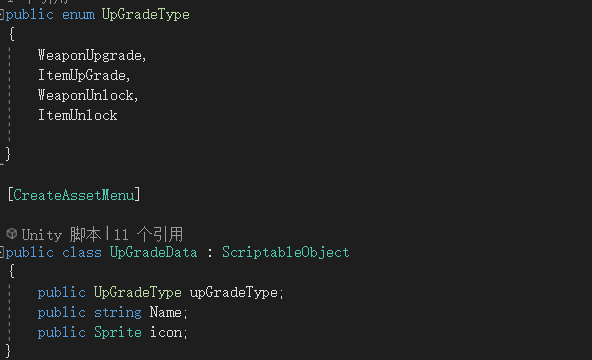 public enum UpGradeType
{
WeaponUpgrade,
ItemUpGrade,
WeaponUnlock,
ItemUnlock
}
[CreateAssetMenu]
Unity 脚本 | 11 个引用
public class UpGradeData : ScriptableObject
{
public UpGradeType upGradeType;
public string Name;
public Sprite icon;
}